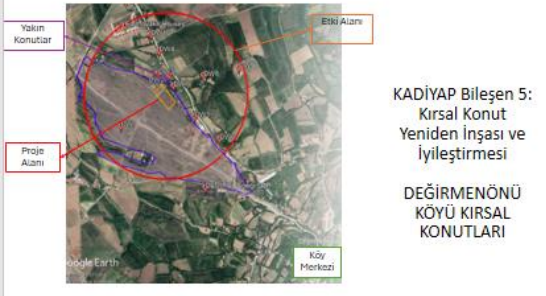 Yakın
Konutlar
Etki Alanı
Proje
Alanı
Köy
Merkezi
Google Earth
KADİYAP Bileşen 5:
Kırsal Konut
Yeniden İnşası ve
İyileştirmesi
DEĞİRMENÖNÜ
KÖYÜ KIRSAL
KONUTLARI